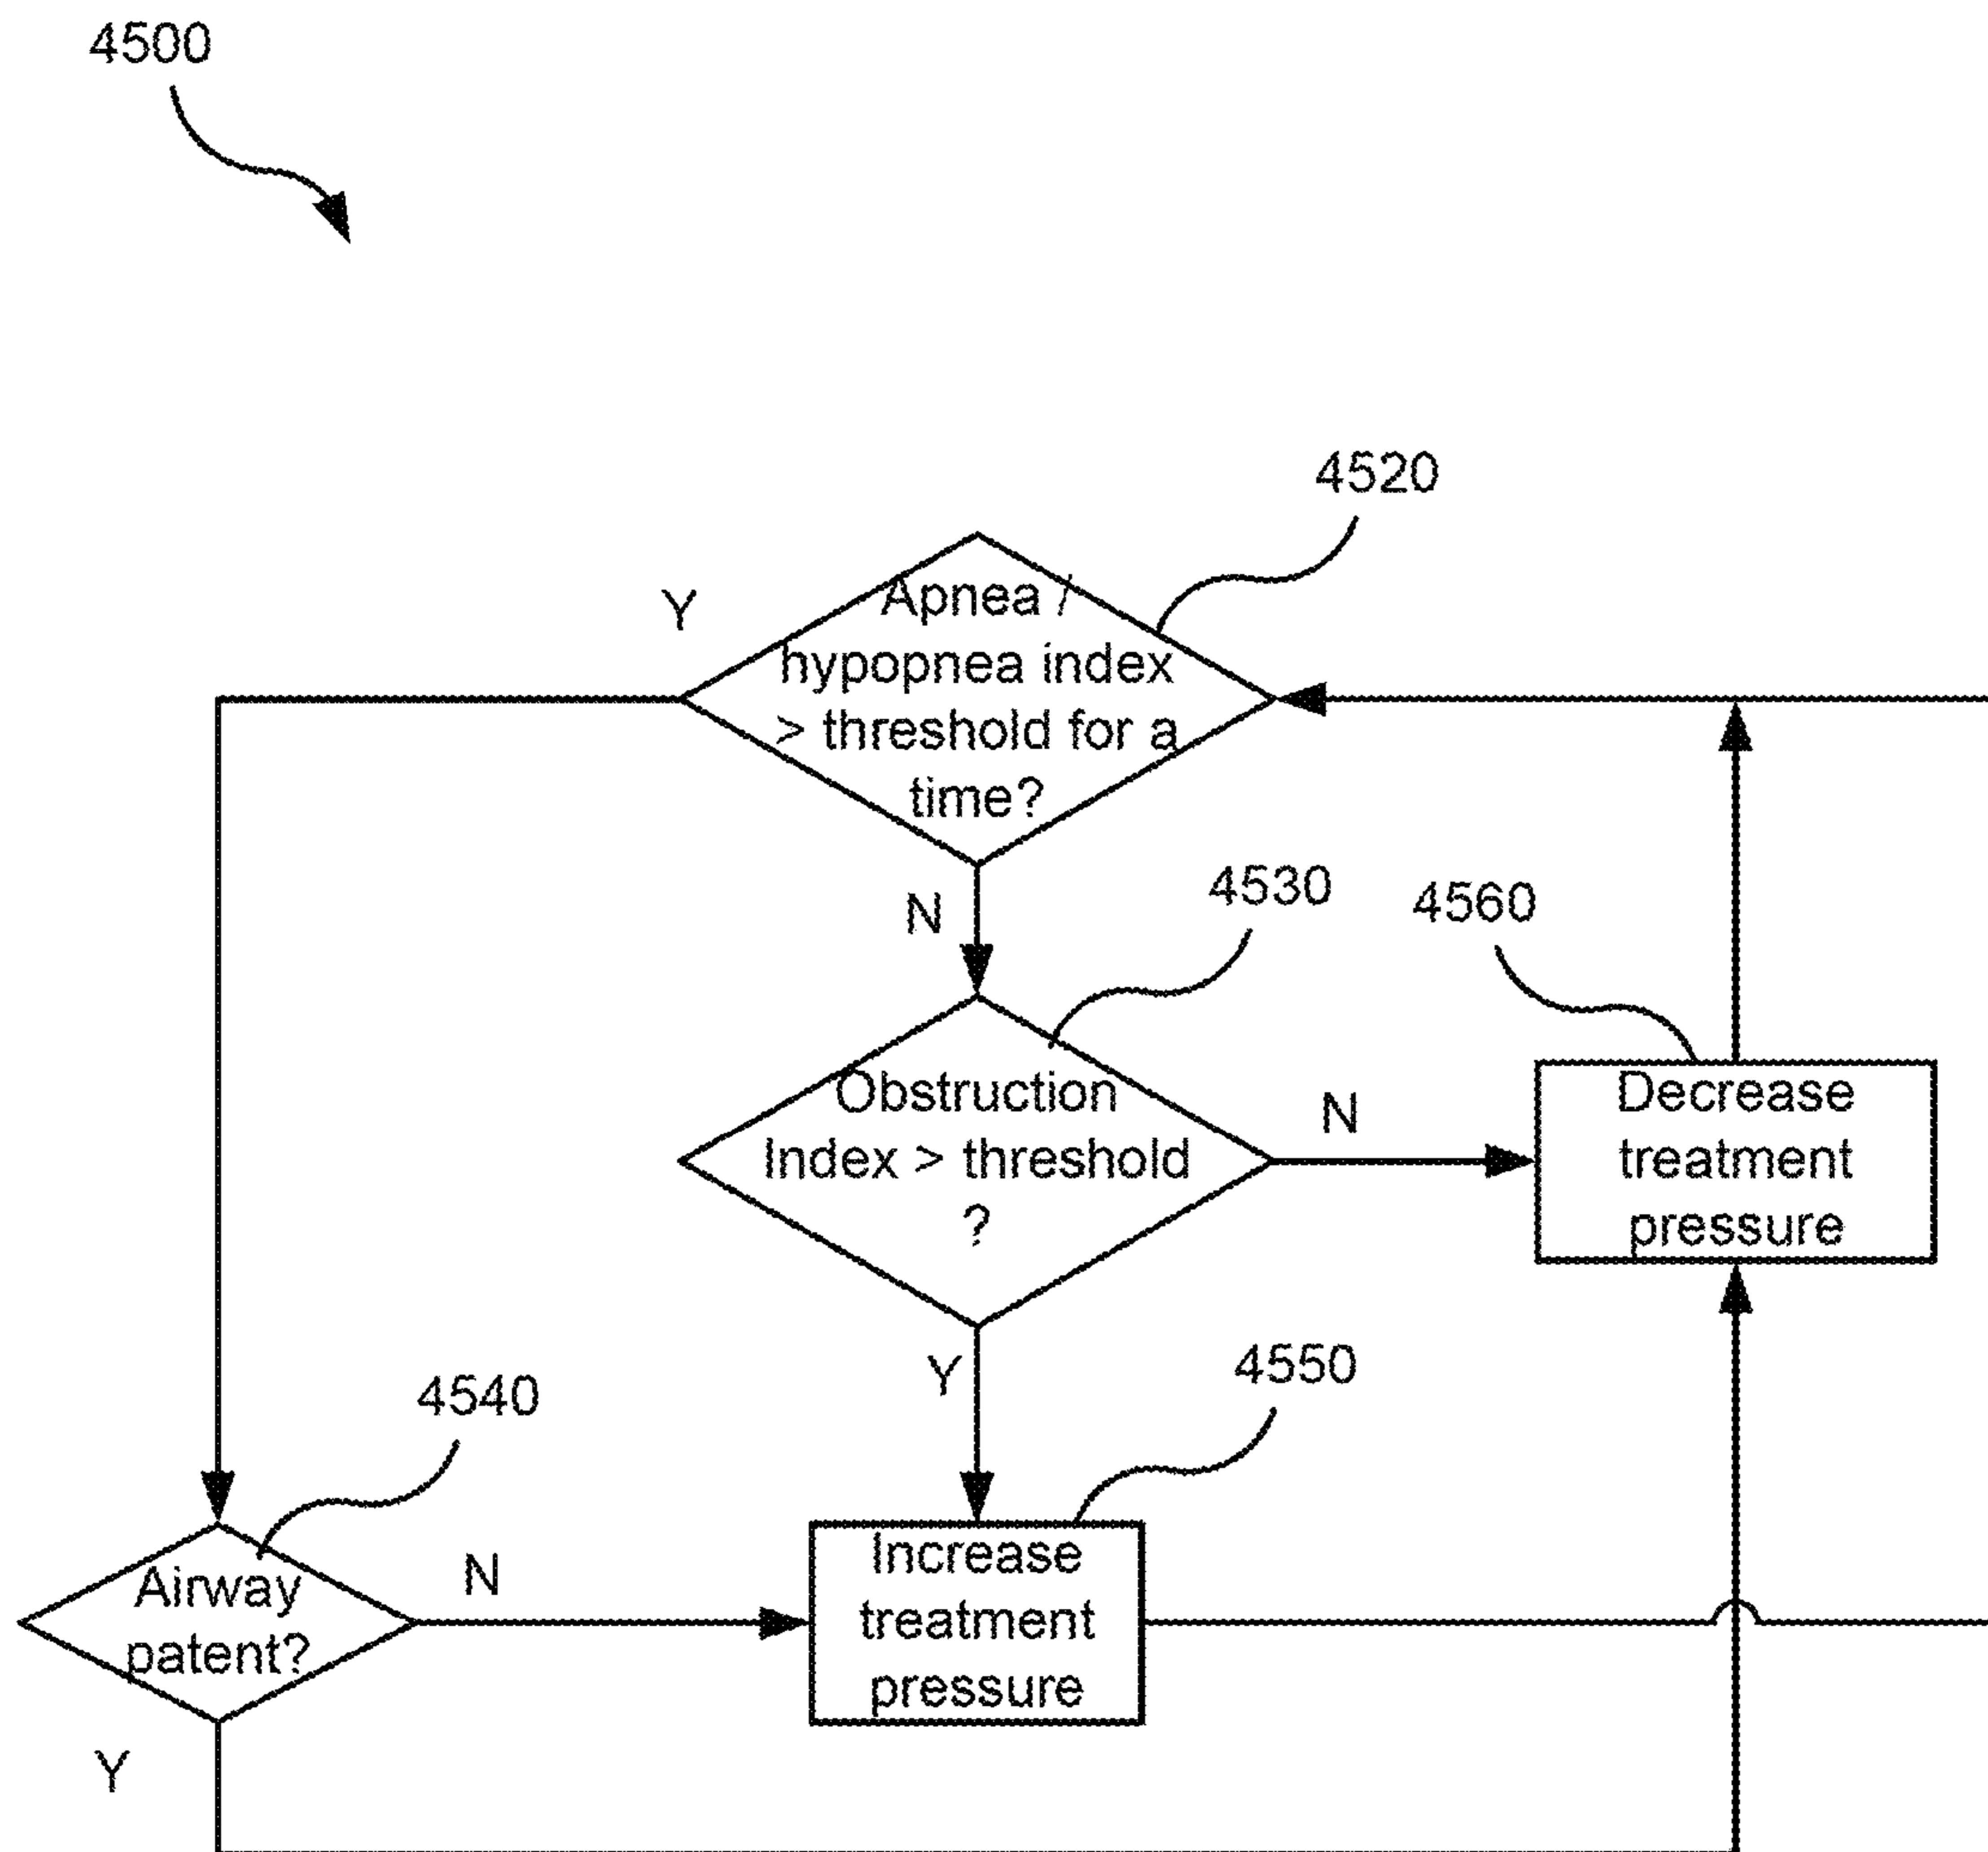 4500
4520
Y
Apnea /
hypopnea index
> threshold for a
time?
N
4530
4560
Obstruction
Index > threshold
?
N
Decrease
treatment
pressure
Y
4550
4540
Airway
patent?
N
Increase
treatment
pressure
Y